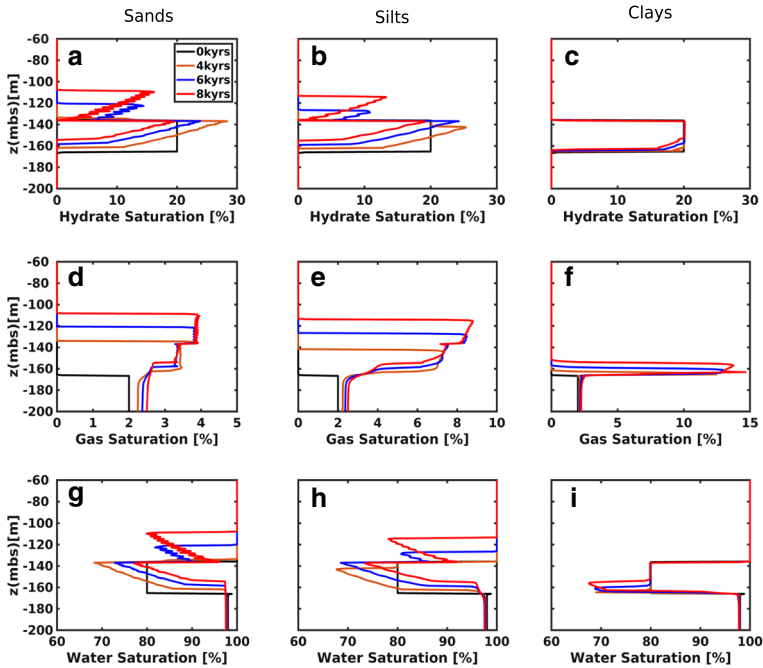 Sands Silts Clays
a b c
0kyrs
4kyrs
6kyrs
8kyrs
z(mbs)[m]
-60
-80
-100
-120
-140
-160
-180
-200
0 10 20 30 0 10 20 30 0 10 20 30
Hydrate Saturation [%] Hydrate Saturation [%] Hydrate Saturation [%]
d e f
z(mbs)[m]
-60
-80
-100
-120
-140
-160
-180
-200
0 1 2 3 4 5 0 2 4 6 8 10 0 5 10 15
Gas Saturation [%] Gas Saturation [%] Gas Saturation [%]
g h i
z(mbs)[m]
-60
-80
-100
-120
-140
-160
-180
-200
60 70 80 90 100 60 70 80 90 100 60 70 80 90 100
Water Saturation [%] Water Saturation [%] Water Saturation [%]